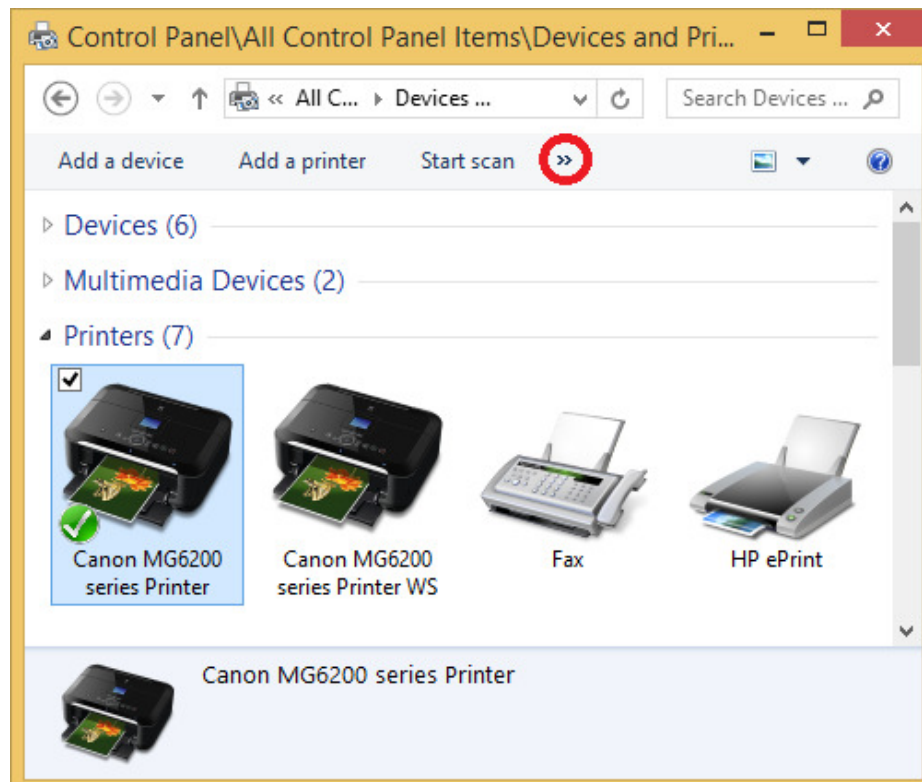 Control Panel\All Control Panel Items\Devices and Pri...
« All C... Devices ... Search Devices ...
Add a device Add a printer Start scan »
Devices (6)
Multimedia Devices (2)
Printers (7)
Canon MG6200 series Printer
Canon MG6200 series Printer WS
Fax
HP ePrint
Canon MG6200 series Printer